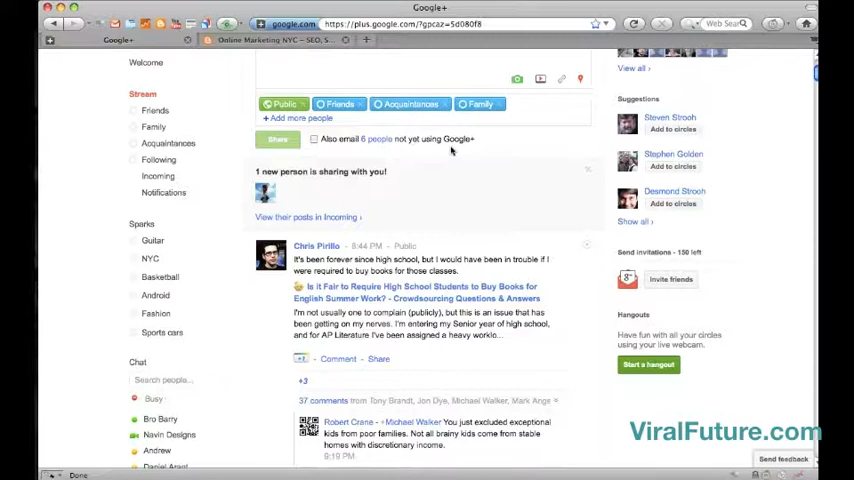 Google+
google.com
https://plus.google.com/?gpcaz=5d080f8
Web Search
Google+
Online Marketing NYC – SEO, S...
Welcome
Stream
Friends
Family
Acquaintances
Following
Incoming
Notifications
Sparks
Guitar
NYC
Basketball
Android
Fashion
Sports cars
Chat
Search people...
Busy
Bro Barry
Navin Designs
Andrew
Daniel Arant
Public
Friends
Acquaintances
Family
+ Add more people
Share
Also email 6 people not yet using Google+
1 new person is sharing with you!
View their posts in Incoming ›
Chris Pirillo - 8:44 PM - Public
It's been forever since high school, but I would have been in trouble if I
were required to buy books for those classes.
Is it Fair to Require High School Students to Buy Books for
English Summer Work? - Crowdsourcing Questions & Answers
I'm not usually one to complain (publicly), but this is an issue that has
been getting on my nerves. I'm entering my Senior year of high school,
and for AP Literature I've been assigned a heavy worklo...
+1 - Comment - Share
+3
37 comments from Tony Brandt, Jon Dye, Michael Walker, Mark Ange
Robert Crane - +Michael Walker You just excluded exceptional
kids from poor families. Not all brainy kids come from stable
homes with discretionary income.
9:19 PM
View all ›
Suggestions
Steven Strooh
Add to circles
Stephen Golden
Add to circles
Desmond Strooh
Add to circles
Show all ›
Send invitations - 150 left
Invite friends
Hangouts
Have fun with all your circles
using your live webcam.
Start a hangout
ViralFuture.com
Send feedback
Done